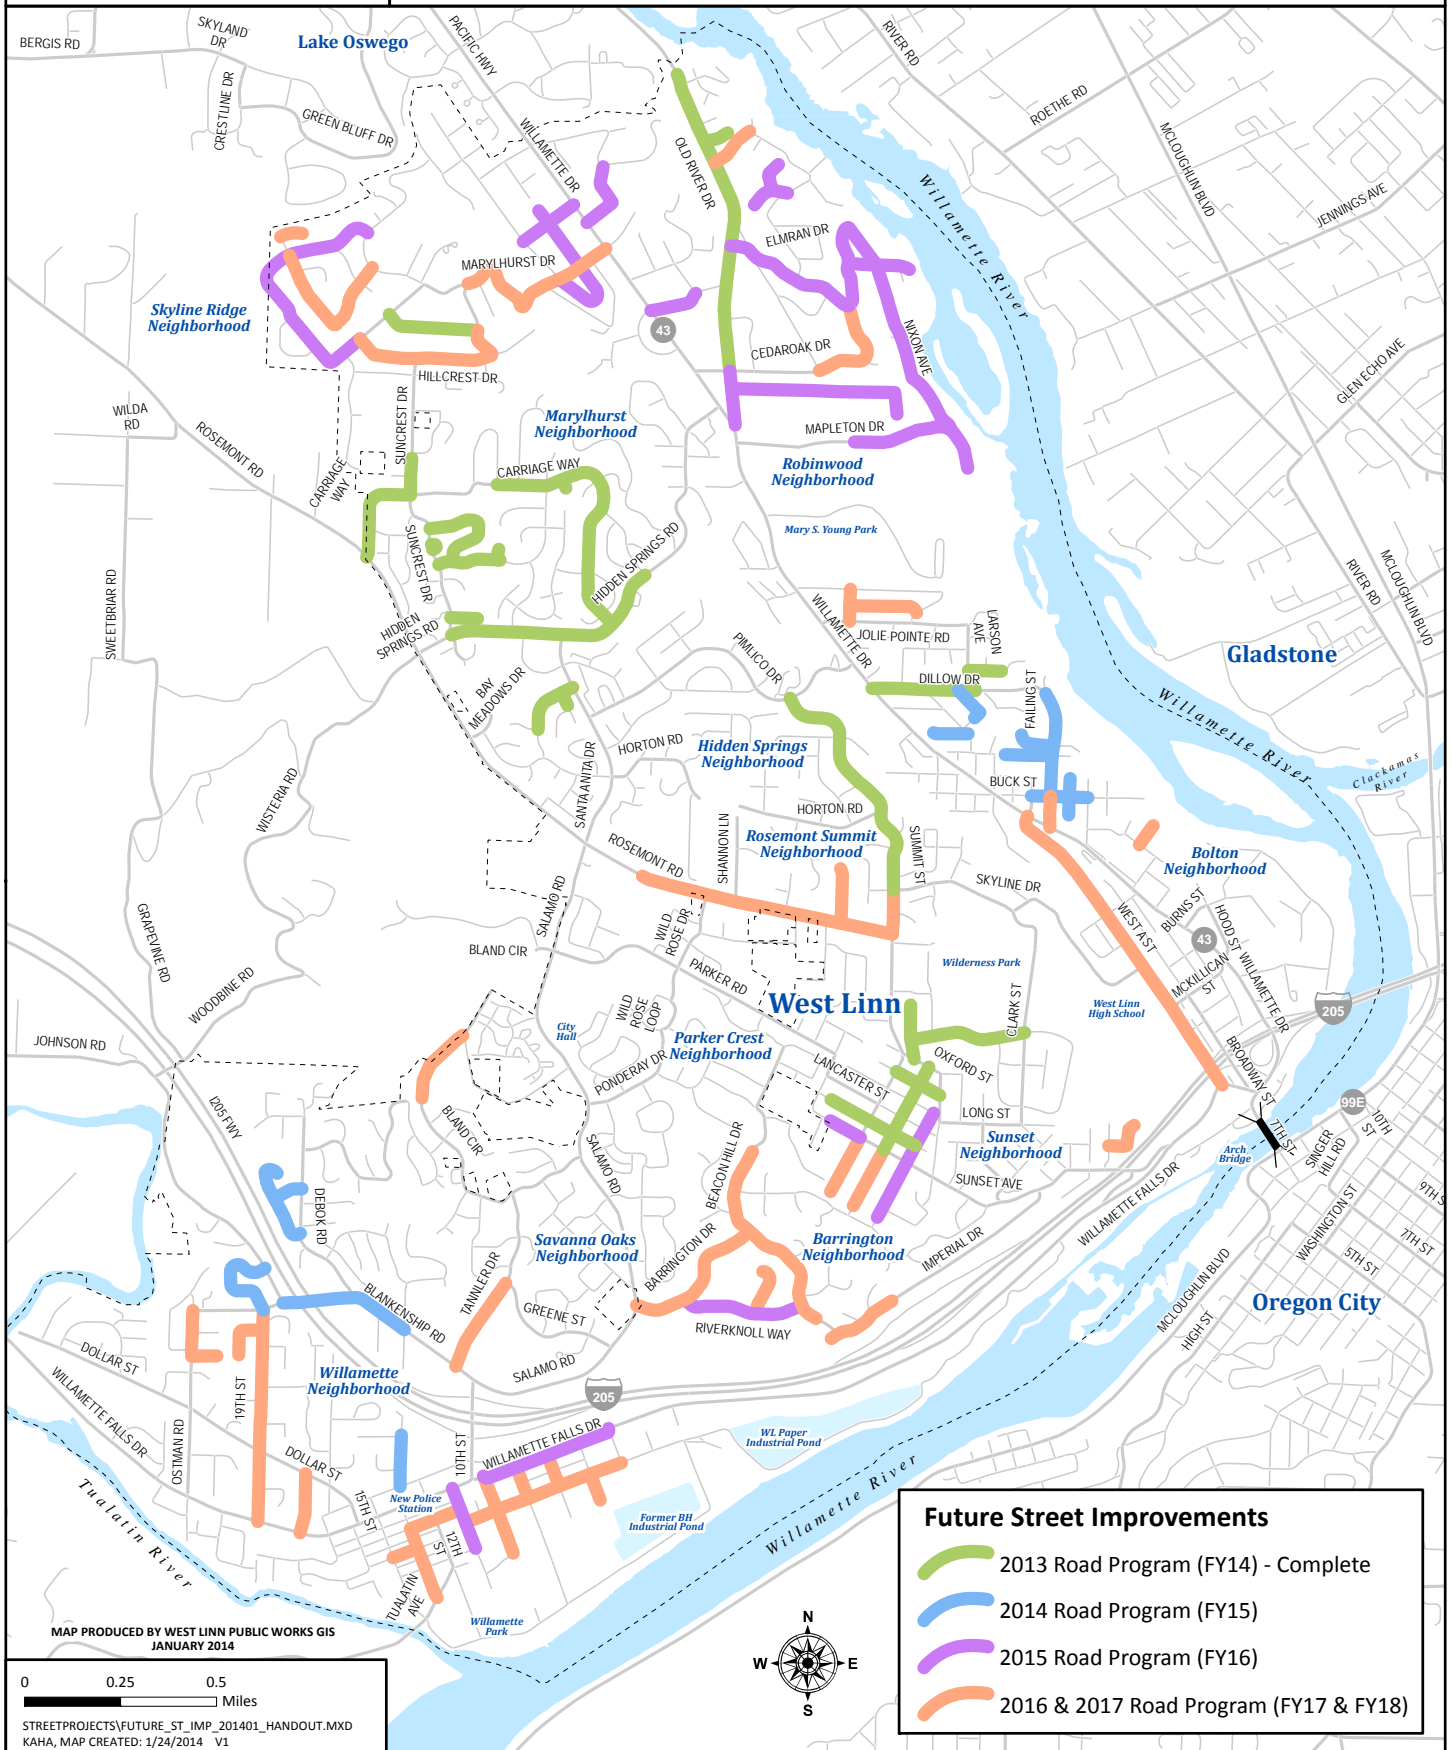 BERGIS RD
SKYLAND
DR
Lake Oswego
PACIFIC HWY
RIVER RD
CRESTLINE DR
GREEN BLUFF DR
WILLAMETTE DR
OLD RIVER DR
ROETHE RD
MCLOUGHLIN BLVD
JENNINGS AVE
Willamette River
ELMRAN DR
MARYLHURST DR
Skyline Ridge
Neighborhood
43
CEDAROAK DR
NIXON AVE
GLEN ECHO AVE
HILLCREST DR
WILDA
RD
ROSEMONT RD
SUNCREST DR
Marylhurst
Neighborhood
MAPLETON DR
CARRIAGE
WAY
CARRIAGE WAY
Robinwood
Neighborhood
Mary S. Young Park
SUNCREST DR
HIDDEN SPRINGS RD
SWEETBRIAR RD
HIDDEN
SPRINGS RD
WILLAMETTE DR
JOLIE POINTE RD
LARSON
AVE
RIVER RD
MCLOUGHLIN BLVD
Gladstone
PIMLICO DR
BAY
MEADOWS DR
DILLOW DR
FAILING ST
Willamette River
HORTON RD
Hidden Springs
Neighborhood
SANTA ANITA DR
BUCK ST
Clackamas
River
WISTERIA RD
HORTON RD
ROSEMONT RD
SHANNON LN
Rosemont Summit
Neighborhood
SUMMIT ST
SKYLINE DR
Bolton
Neighborhood
GRAPEVINE RD
SALAMO RD
WILD
ROSE DR
WEST A ST
BURNS ST
HOOD ST
43
WILLAMETTE DR
BLAND CIR
PARKER RD
Wilderness Park
MCKILLICAN
ST
WOODBINE RD
WILD
ROSE
LOOP
West Linn
CLARK ST
West Linn
High School
205
JOHNSON RD
City
Hall
Parker Crest
Neighborhood
PONDERAY DR
LANCASTER ST
OXFORD ST
BROADWAY ST
I205 FWY
BLAND CIR
LONG ST
99E
10TH
ST
7TH ST
SINGER
HILL RD
Sunset
Neighborhood
Arch
Bridge
BEACON HILL DR
SALAMO RD
SUNSET AVE
WILLAMETTE FALLS DR
9TH S
DEBOK RD
Savanna Oaks
Neighborhood
Barrington
Neighborhood
IMPERIAL DR
WASHINGTON ST
7TH ST
5TH ST
TANNLER DR
BARRINGTON DR
MCLOUGHLIN BLVD
HIGH ST
Oregon City
BLANKENSHIP RD
GREENE ST
RIVERKNOLL WAY
DOLLAR ST
WILLAMETTE FALLS DR
Willamette
Neighborhood
SALAMO RD
205
19TH ST
OSTMAN RD
DOLLAR ST
10TH ST
WILLAMETTE FALLS DR
WL Paper
Industrial Pond
Willamette River
15TH ST
New Police
Station
Former BH
Industrial Pond
12TH
ST
Tualatin River
TUALATIN
AVE
Willamette
Park
MAP PRODUCED BY WEST LINN PUBLIC WORKS GIS
JANUARY 2014
0 0.25 0.5
Miles
STREETPROJECTS\FUTURE_ST_IMP_201401_HANDOUT.MXD
KAHA, MAP CREATED: 1/24/2014 V1
N
W E
S
Future Street Improvements
2013 Road Program (FY14) - Complete
2014 Road Program (FY15)
2015 Road Program (FY16)
2016 & 2017 Road Program (FY17 & FY18)